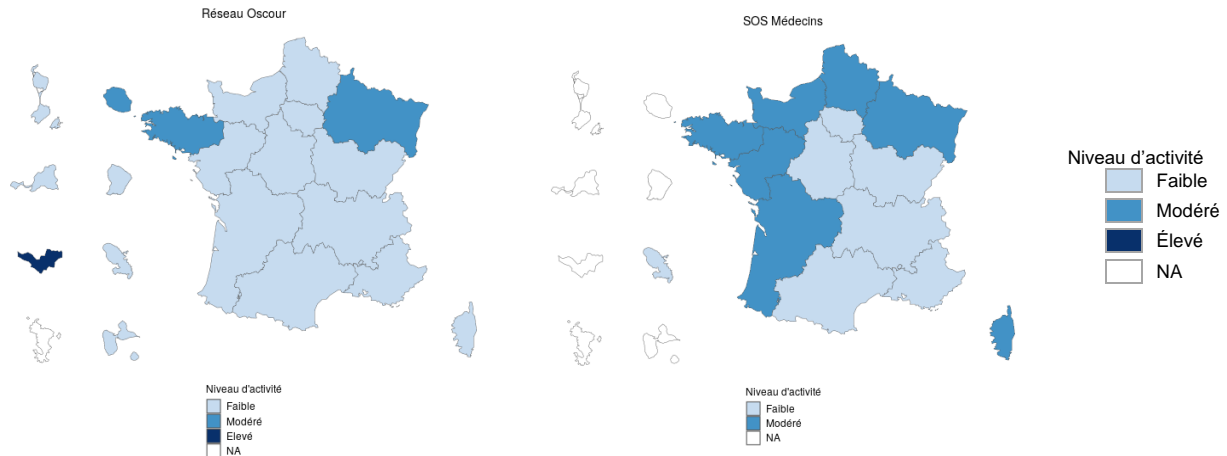 Réseau Oscour
SOS Médecins
Niveau d'activité
Faible
Modéré
Elevé
NA
Niveau d'activité
Faible
Modéré
NA
Niveau d’activité
Faible
Modéré
Élevé
NA